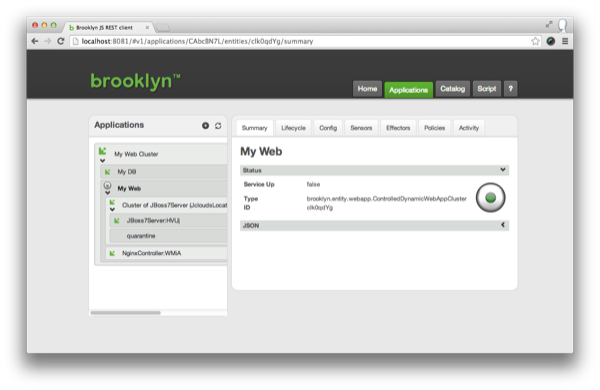 Brooklyn JS REST client
localhost:8081/#v1/applications/CAbcBN7L/entities/clk0qdYg/summary
brooklyn™
Home
Applications
Catalog
Script
?
Applications
Summary
Lifecycle
Config
Sensors
Effectors
Policies
Activity
My Web Cluster
My DB
My Web
Cluster of JBoss7Server (JcloudsLocat
JBoss7Server:HVUj
quarantine
NginxController:WMiA
My Web
Status
Service Up false
Type brooklyn.entity.webapp.ControlledDynamicWebAppCluster
ID clk0qdYg
JSON